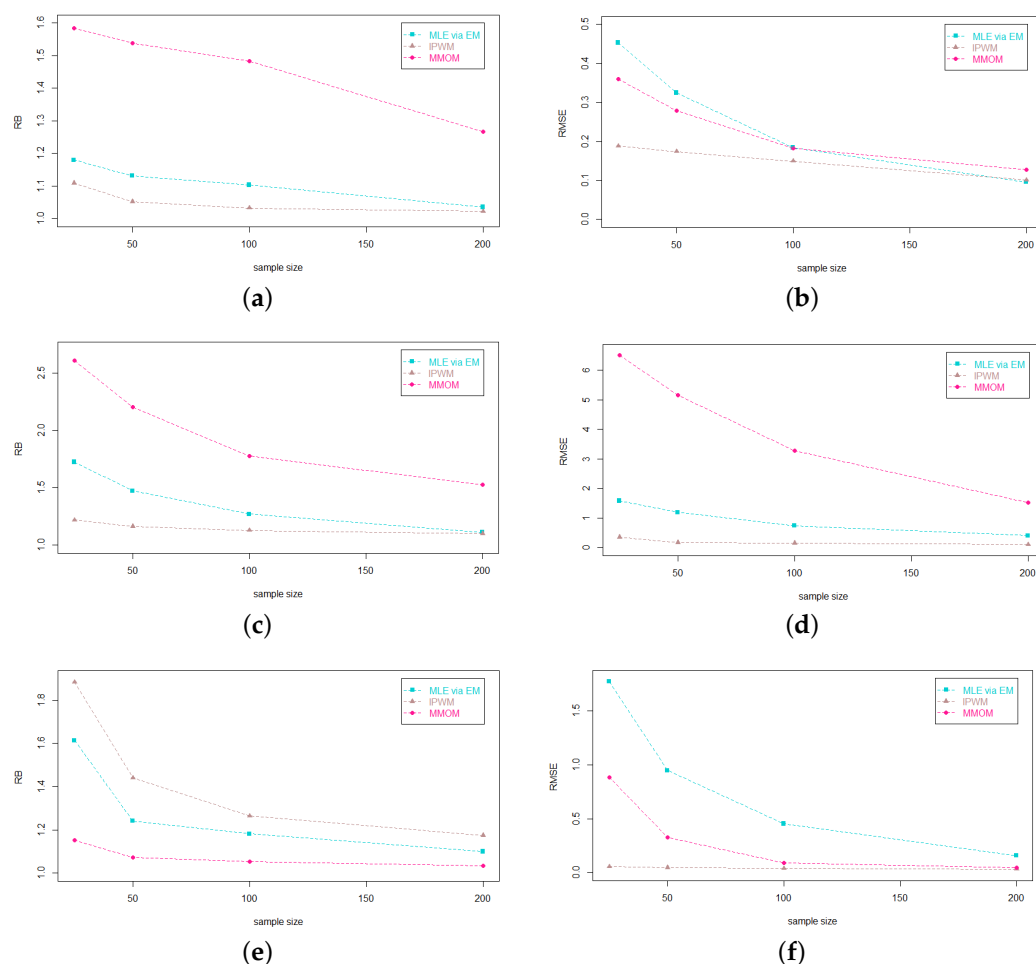 RB
1.6
1.5
1.4
1.3
1.2
1.1
1.0
MLE via EM
IPWM
MMOM
50 100 150 200
sample size
(a)
RMSE
0.5
0.4
0.3
0.2
0.1
0.0
MLE via EM
IPWM
MMOM
50 100 150 200
sample size
(b)
RB
2.5
2.0
1.5
1.0
MLE via EM
IPWM
MMOM
50 100 150 200
sample size
(c)
RMSE
6
5
4
3
2
1
0
MLE via EM
IPWM
MMOM
50 100 150 200
sample size
(d)
RB
1.8
1.6
1.4
1.2
1.0
MLE via EM
IPWM
MMOM
50 100 150 200
sample size
(e)
RMSE
1.5
1.0
0.5
0.0
MLE via EM
IPWM
MMOM
50 100 150 200
sample size
(f)